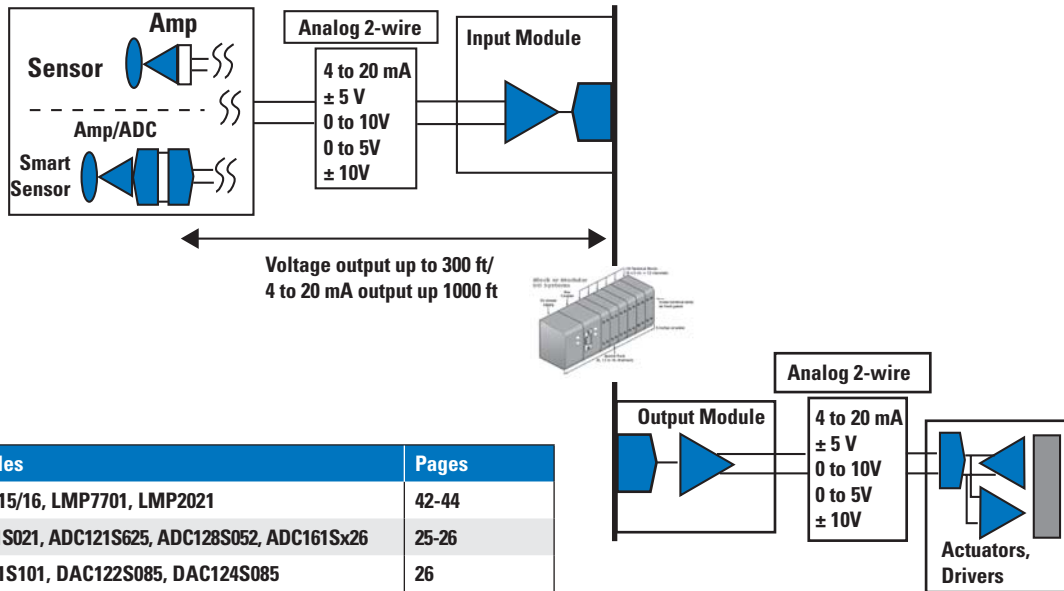 Amp
Sensor
Amp/ADC
Smart
Sensor
Analog 2-wire
4 to 20 mA
± 5 V
0 to 10V
0 to 5V
± 10V
Input Module
Voltage output up to 300 ft/
4 to 20 mA output up 1000 ft
Analog 2-wire
Output Module
4 to 20 mA
± 5 V
0 to 10V
0 to 5V
± 10V
Actuators,
Drivers
Pages
15/16, LMP7701, LMP2021
42-44
S021, ADC121S625, ADC128S052, ADC161Sx26
25-26
1S101, DAC122S085, DAC124S085
26